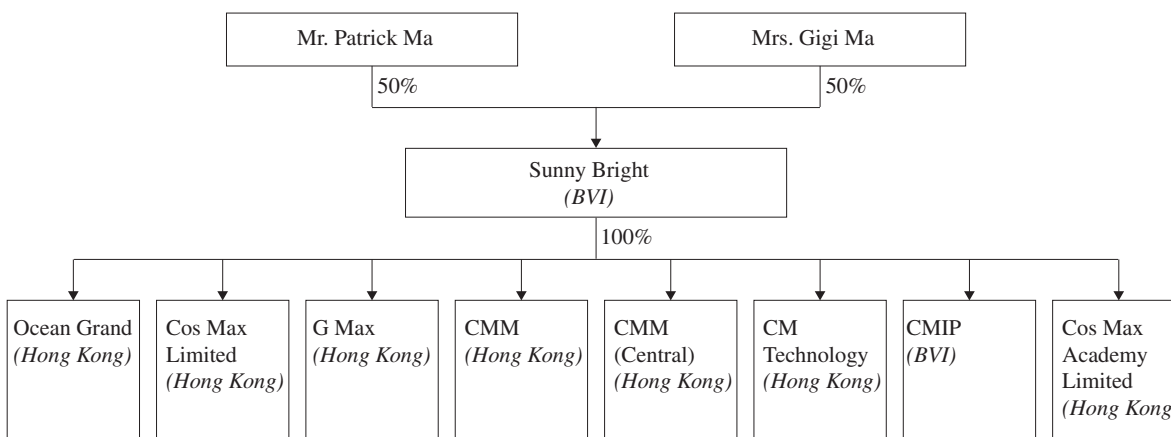 Mr. Patrick Ma
Mrs. Gigi Ma
50%
50%
Sunny Bright
(BVI)
100%
Ocean Grand
(Hong Kong)
Cos Max
Limited
(Hong Kong)
G Max
(Hong Kong)
CMM
(Hong Kong)
CMM
(Central)
(Hong Kong)
CM
Technology
(Hong Kong)
CMIP
(BVI)
Cos Max
Academy
Limited
(Hong Kong